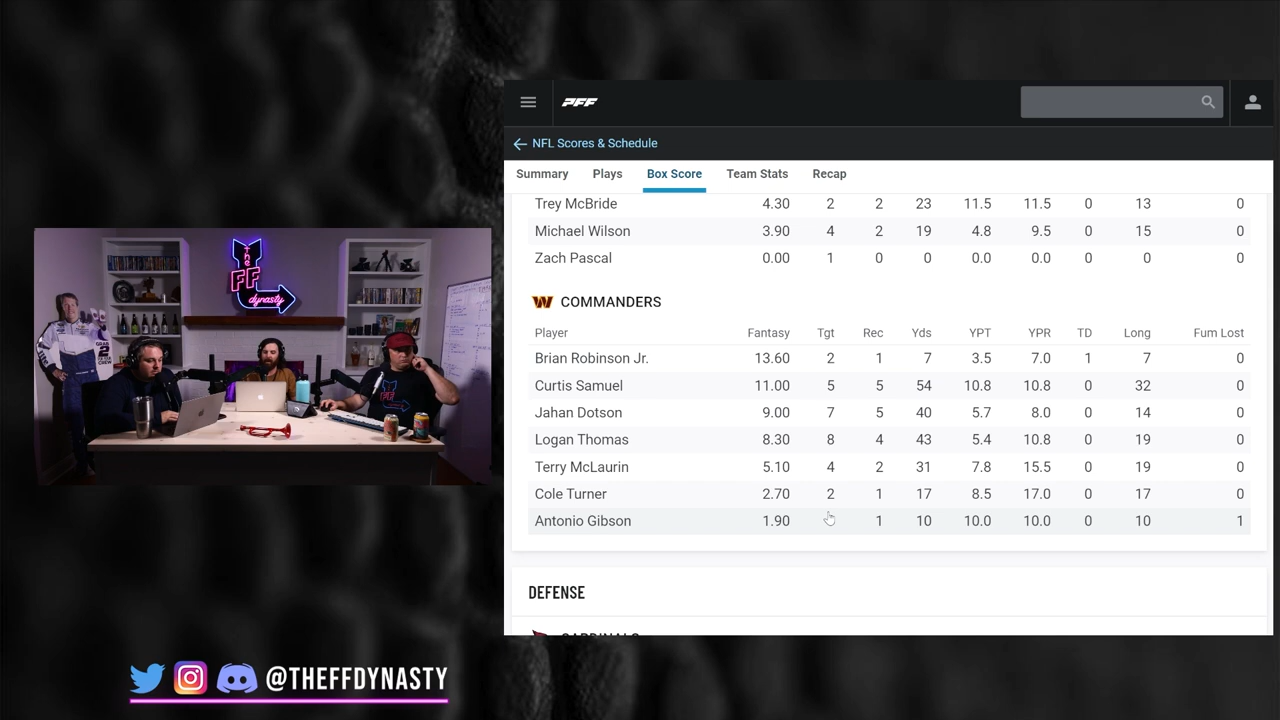 PFF
NFL Scores & Schedule
Summary Plays Box Score Team Stats Recap
Trey McBride 4.30 2 2 23 11.5 11.5 0 13 0
Michael Wilson 3.90 4 2 19 4.8 9.5 0 15 0
Zach Pascal 0.00 1 0 0 0.0 0.0 0 0 0
W COMMANDERS
Player Fantasy Tgt Rec Yds YPT YPR TD Long Fum Lost
Brian Robinson Jr. 13.60 2 1 7 3.5 7.0 1 7 0
Curtis Samuel 11.00 5 5 54 10.8 10.8 0 32 0
Jahan Dotson 9.00 7 5 40 5.7 8.0 0 14 0
Logan Thomas 8.30 8 4 43 5.4 10.8 0 19 0
Terry McLaurin 5.10 4 2 31 7.8 15.5 0 19 0
Cole Turner 2.70 2 1 17 8.5 17.0 0 17 0
Antonio Gibson 1.90 1 10 10.0 10.0 0 10 1
DEFENSE
CARDINALS
The
FF
dynasty
@THEFFDYNASTY